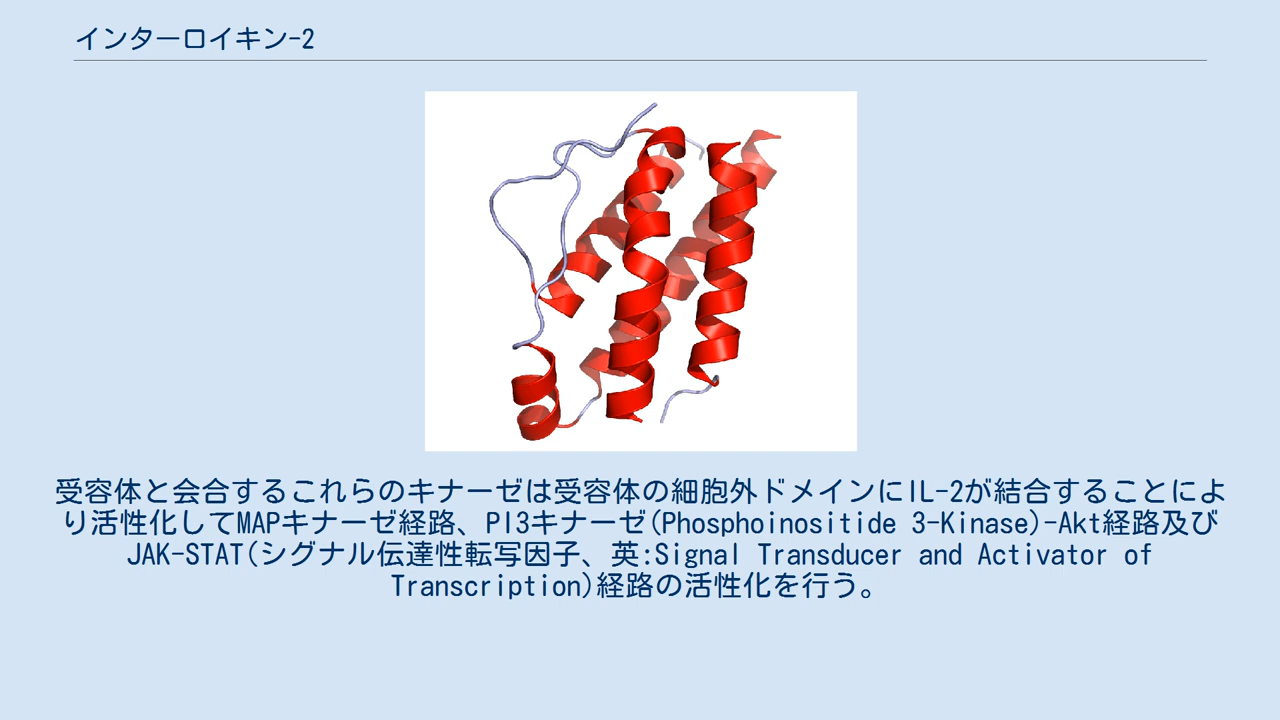 インターロイキン-2
受容体と会合するこれらのキナーゼは受容体の細胞外ドメインにIL-2が結合することによ
り活性化してMAPキナーゼ経路、PI3キナーゼ(Phosphoinositide 3-Kinase)-Akt経路及び
JAK-STAT(シグナル伝達性転写因子、英:Signal Transducer and Activator of
Transcription)経路の活性化を行う。